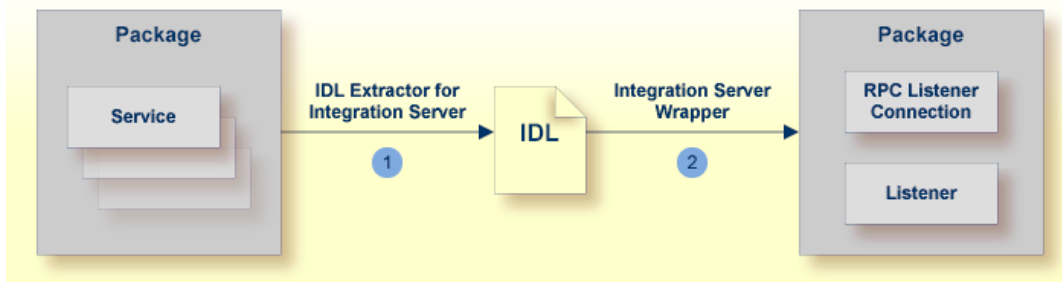 Package
Service
IDL Extractor for
Integration Server
1
IDL
Integration Server
Wrapper
2
Package
RPC Listener
Connection
Listener